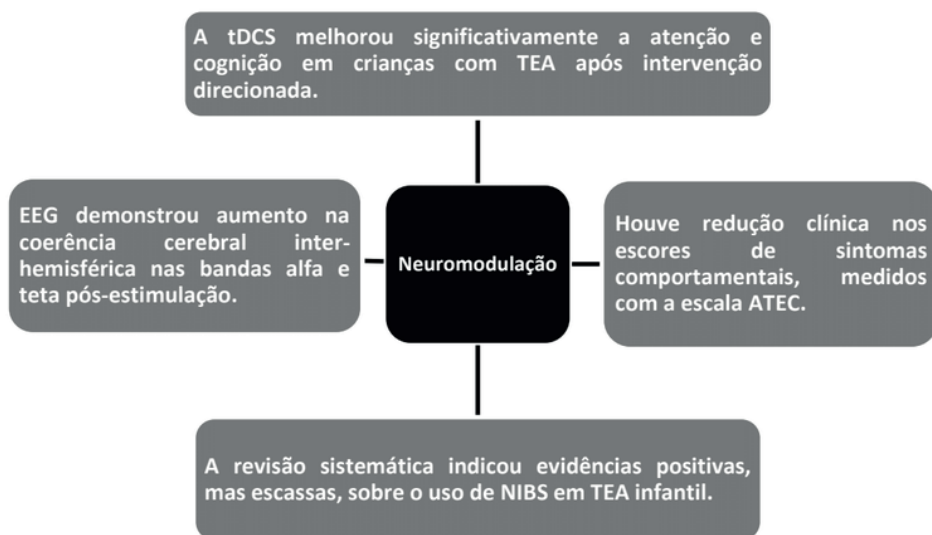 A tDCS melhorou significativamente a atenção e
cognição em crianças com TEA após intervenção
direcionada.
EEG demonstrou aumento na
coerência cerebral inter-
hemisférica nas bandas alfa e
teta pós-estimulação.
Neuromodulação
Houve redução clínica nos
escores de sintomas
comportamentais, medidos
com a escala ATEC.
A revisão sistemática indicou evidências positivas,
mas escassas, sobre o uso de NIBS em TEA infantil.